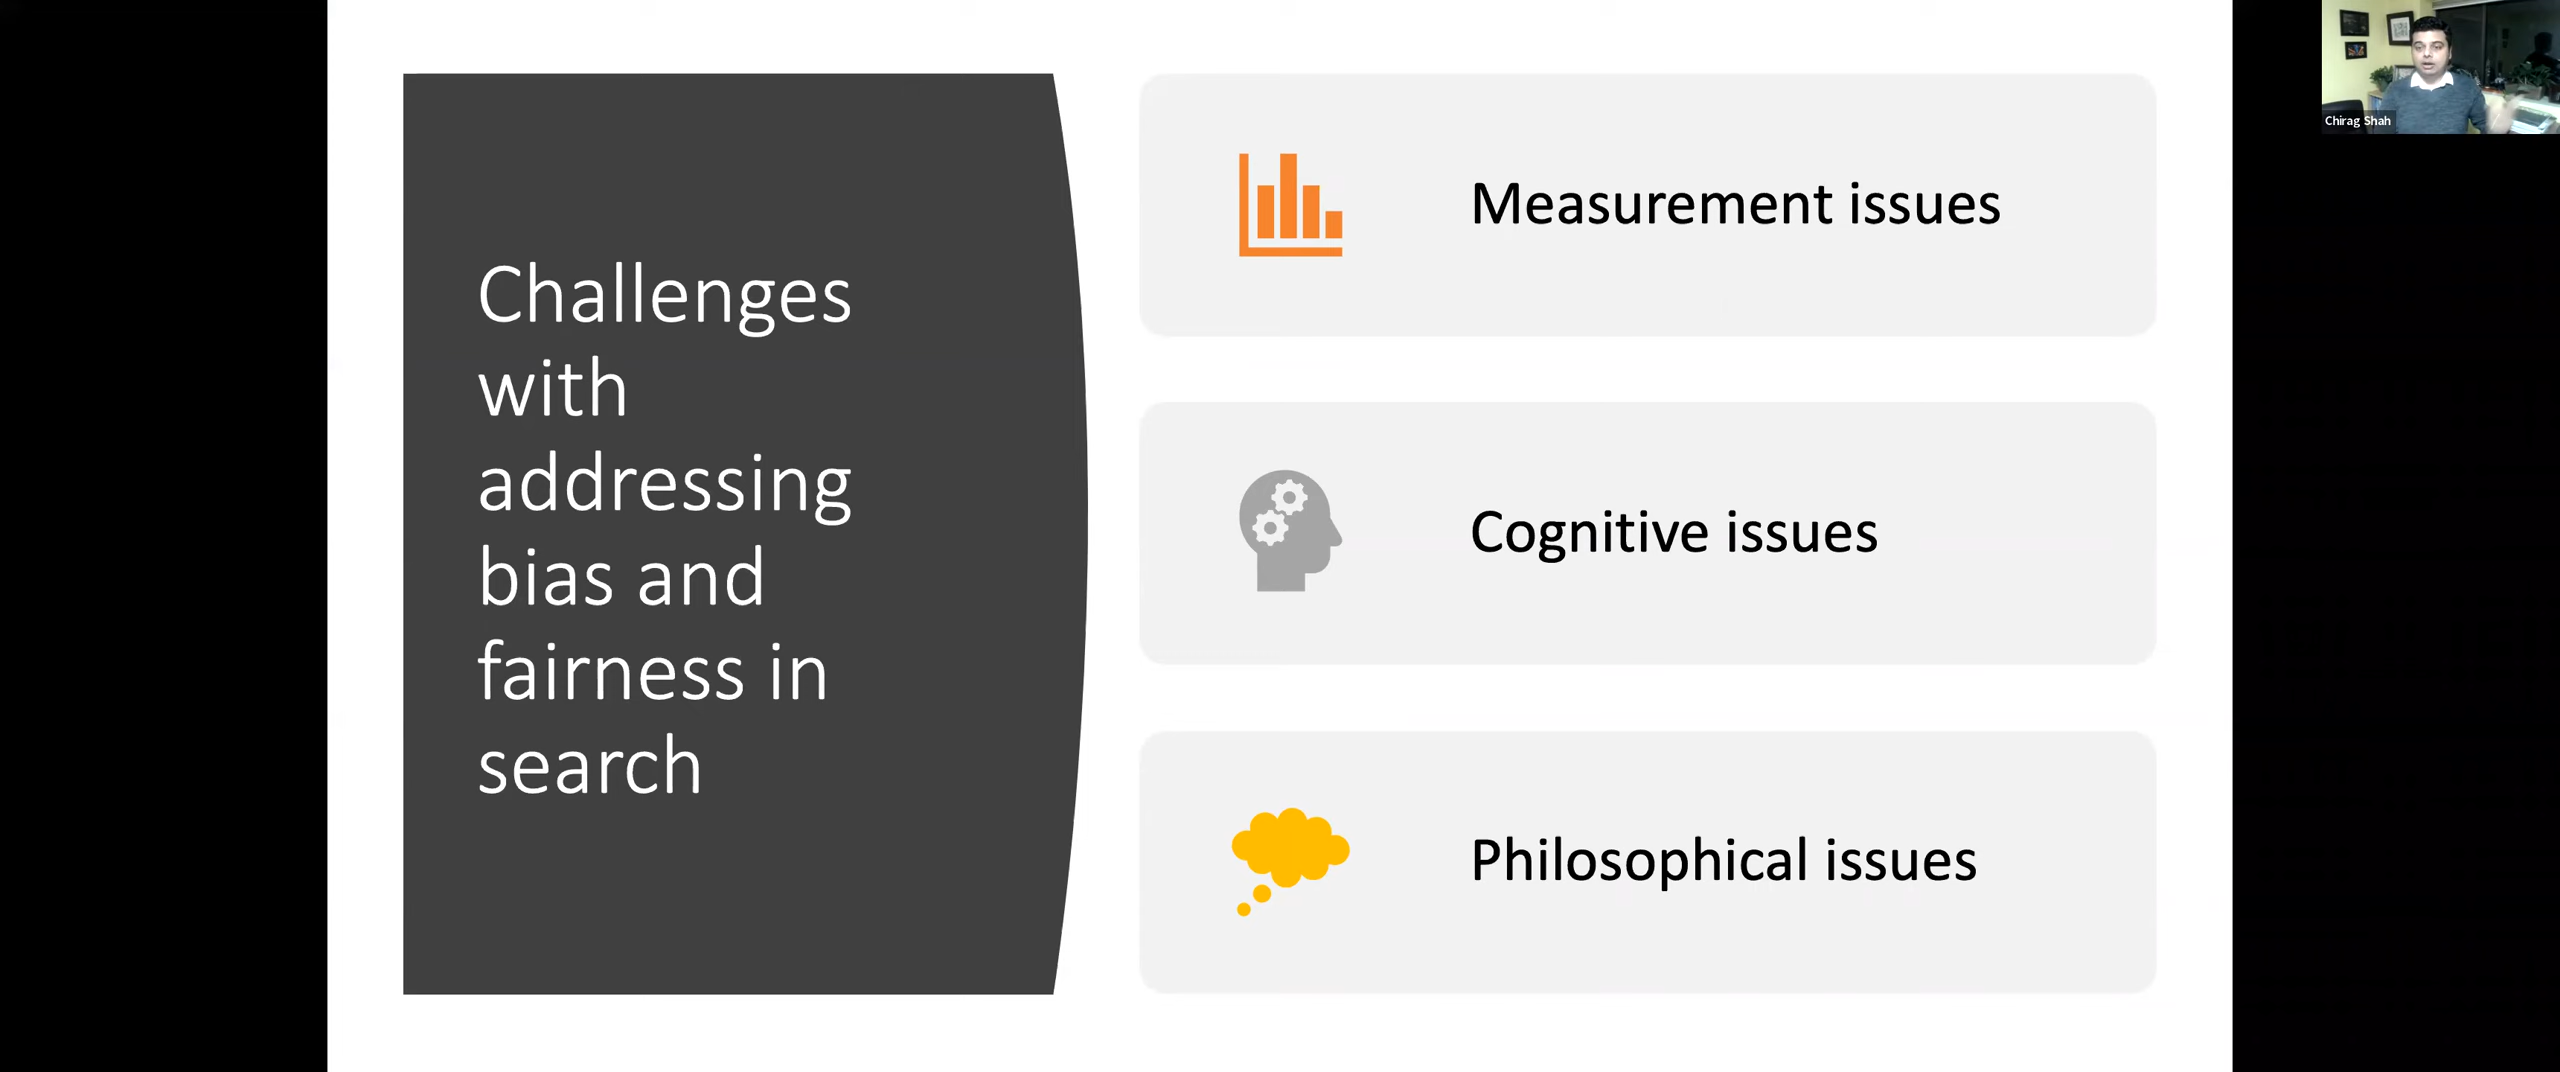 Challenges
with
addressing
bias and
fairness in
search
Measurement issues
Cognitive issues
Philosophical issues
Chirag Shah